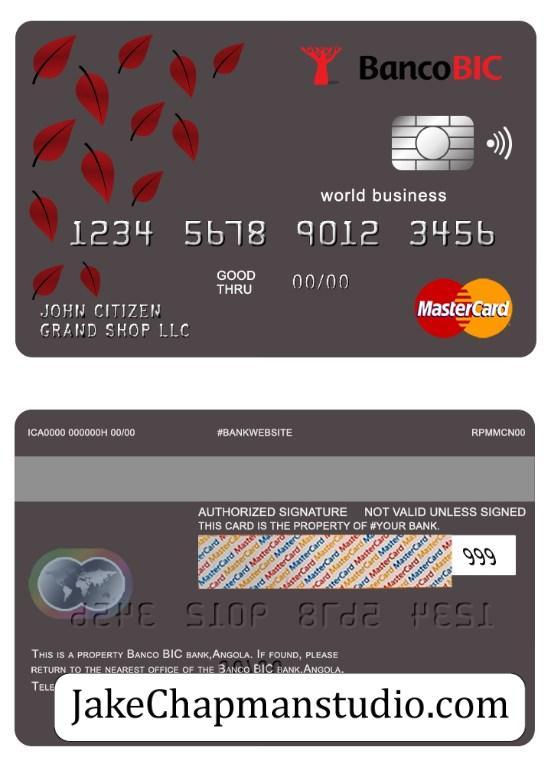 BancoBIC
world business
1234 5678 9012 3456
GOOD THRU 00/00
JOHN CITIZEN
GRAND SHOP LLC
MasterCard
ICA0000 000000H 00/00 #BANKWEBSITE RPMMCN00
AUTHORIZED SIGNATURE NOT VALID UNLESS SIGNED
THIS CARD IS THE PROPERTY OF #YOUR BANK.
MasterCard MasterCard MasterCard
999
THIS IS A PROPERTY BANCO BIC BANK,ANGOLA. IF FOUND, PLEASE
RETURN TO THE NEAREST OFFICE OF THE BANCO BIC BANK,ANGOLA.
JakeChapmanstudio.com